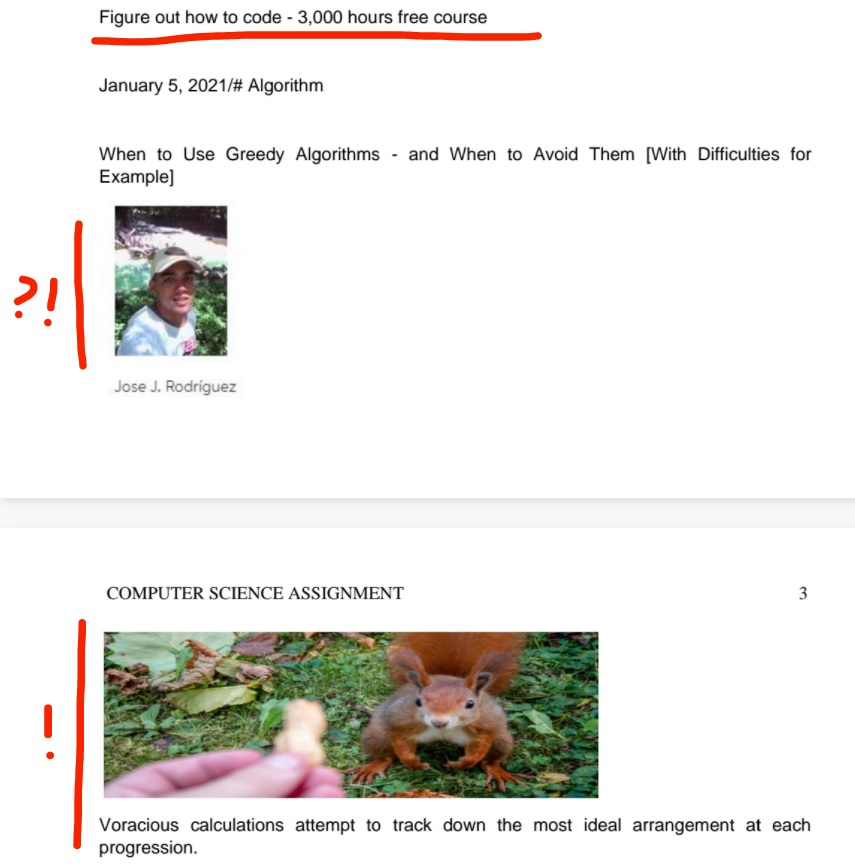 Figure out how to code - 3,000 hours free course
January 5, 2021/# Algorithm
When to Use Greedy Algorithms - and When to Avoid Them [With Difficulties for
Example]
?!
Jose J. Rodríguez
COMPUTER SCIENCE ASSIGNMENT 3
!
Voracious calculations attempt to track down the most ideal arrangement at each
progression.